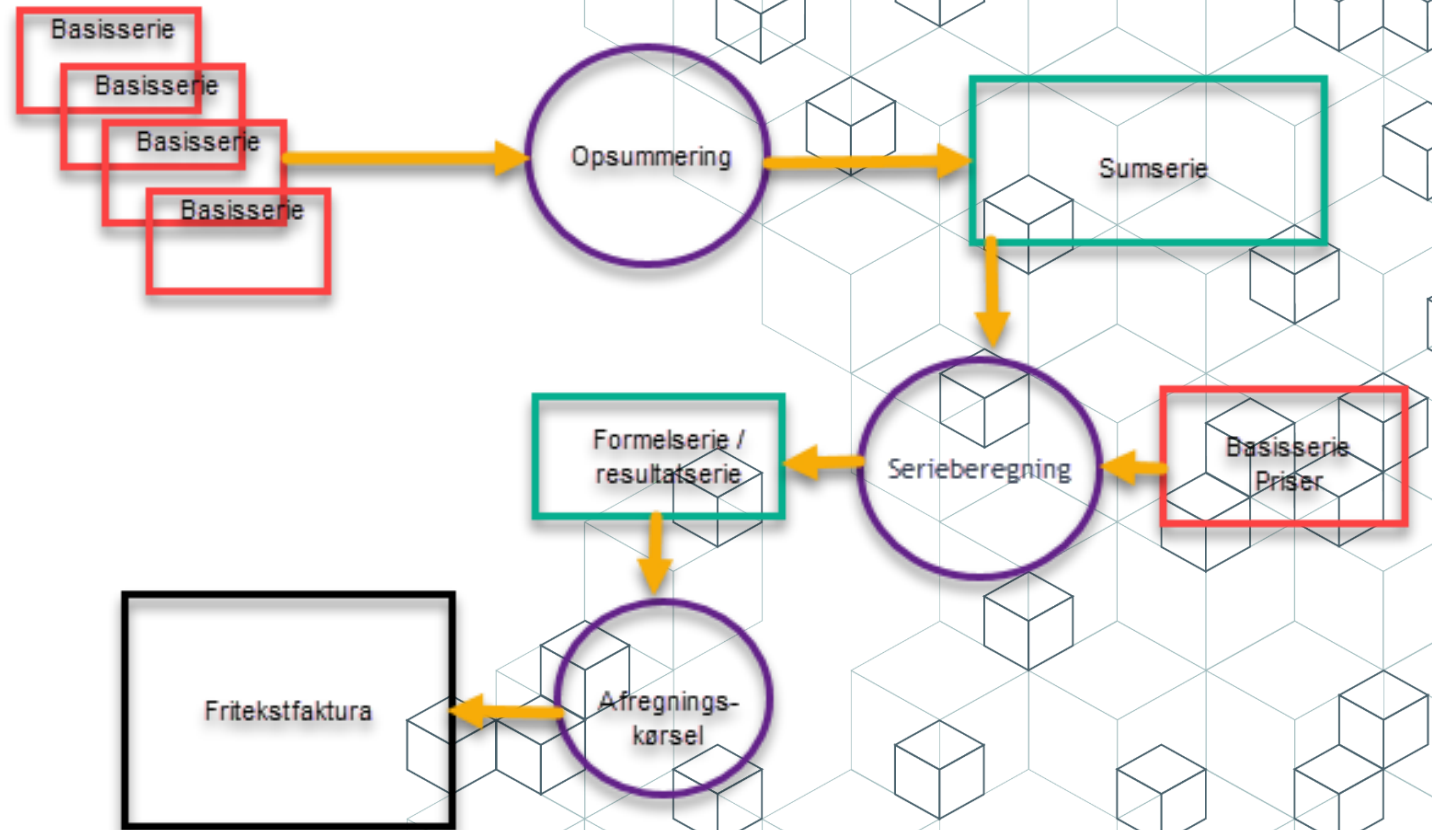 Basisserie
Basisserie
Basisserie
Basisserie
Opsummering
Sumserie
Formelserie /
resultatserie
Serieberegning
Basisserie
Priser
Fritekstfaktura
Afregnings-
kørsel